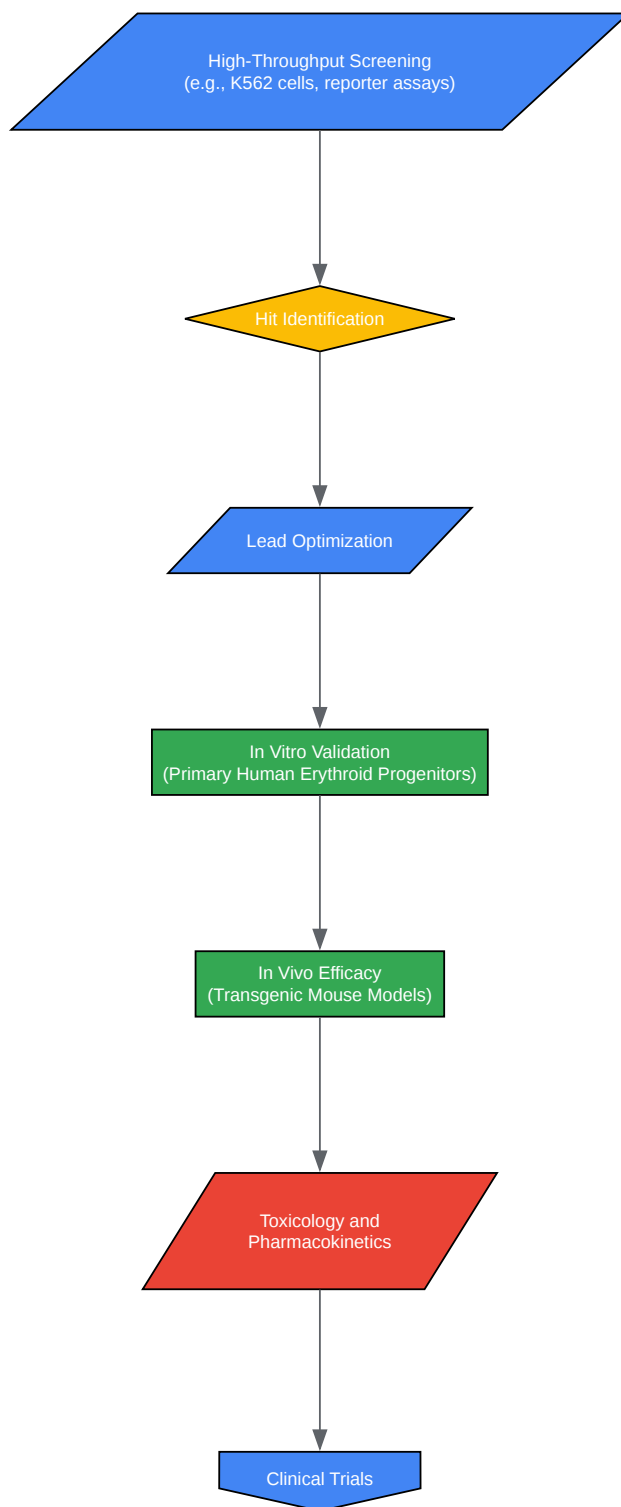 High-Throughput Screening
(e.g., K562 cells, reporter assays)
Hit Identification
Lead Optimization
In Vitro Validation
(Primary Human Erythroid Progenitors)
In Vivo Efficacy
(Transgenic Mouse Models)
Toxicology and
Pharmacokinetics
Clinical Trials